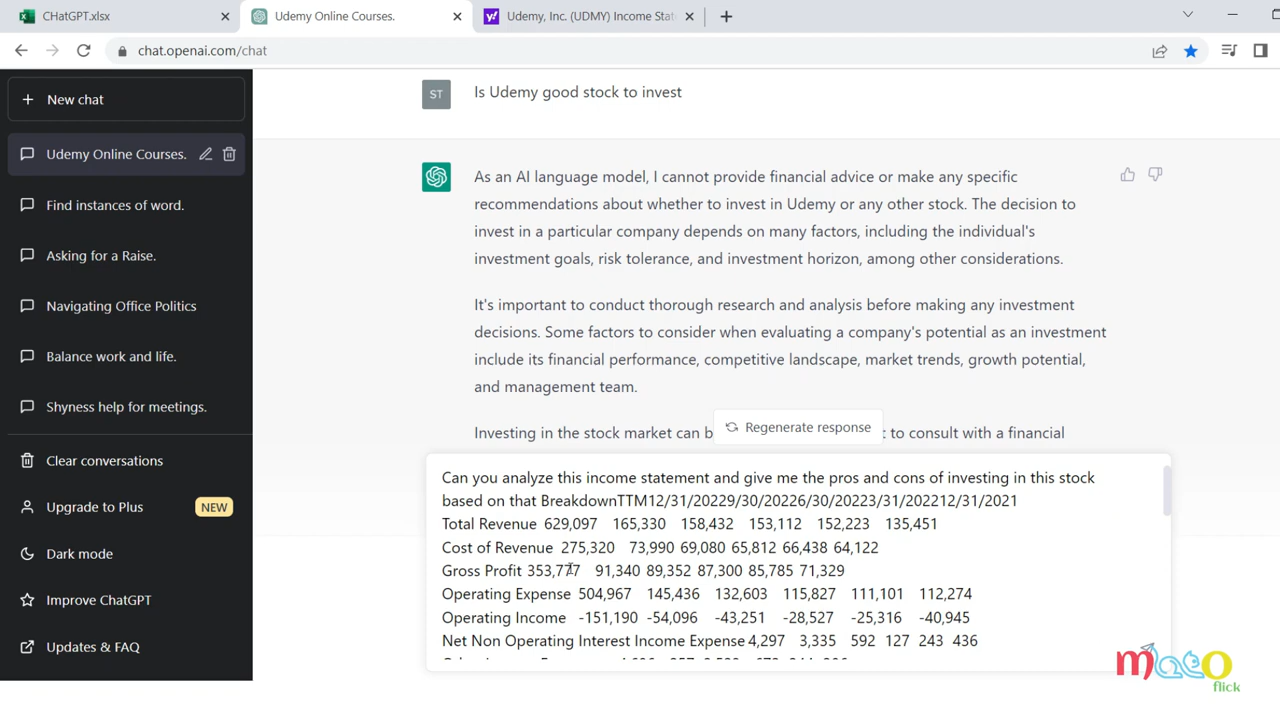 CHatGPT.xlsx
Udemy Online Courses.
Udemy, Inc. (UDMY) Income Stat
chat.openai.com/chat
New chat
Udemy Online Courses.
Find instances of word.
Asking for a Raise.
Navigating Office Politics
Balance work and life.
Shyness help for meetings.
Clear conversations
Upgrade to Plus NEW
Dark mode
Improve ChatGPT
Updates & FAQ
ST
Is Udemy good stock to invest
As an AI language model, I cannot provide financial advice or make any specific
recommendations about whether to invest in Udemy or any other stock. The decision to
invest in a particular company depends on many factors, including the individual's
investment goals, risk tolerance, and investment horizon, among other considerations.
It's important to conduct thorough research and analysis before making any investment
decisions. Some factors to consider when evaluating a company's potential as an investment
include its financial performance, competitive landscape, market trends, growth potential,
and management team.
Investing in the stock market can b t to consult with a financial
Regenerate response
Can you analyze this income statement and give me the pros and cons of investing in this stock
based on that BreakdownTTM12/31/20229/30/20226/30/20223/31/202212/31/2021
Total Revenue 629,097 165,330 158,432 153,112 152,223 135,451
Cost of Revenue 275,320 73,990 69,080 65,812 66,438 64,122
Gross Profit 353,777 91,340 89,352 87,300 85,785 71,329
Operating Expense 504,967 145,436 132,603 115,827 111,101 112,274
Operating Income -151,190 -54,096 -43,251 -28,527 -25,316 -40,945
Net Non Operating Interest Income Expense 4,297 3,335 592 127 243 436
flick